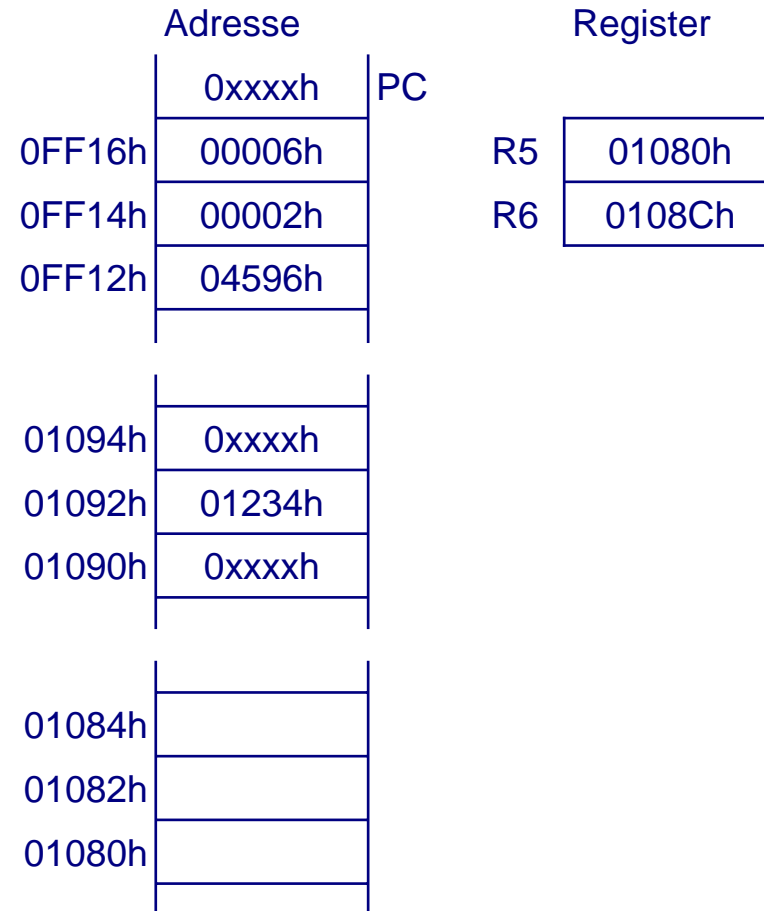 Adresse Register
0xxxxh PC
0FF16h 00006h R5 01080h
0FF14h 00002h R6 0108Ch
0FF12h 04596h
01094h 0xxxxh
01092h 01234h
01090h 0xxxxh
01084h
01082h
01080h